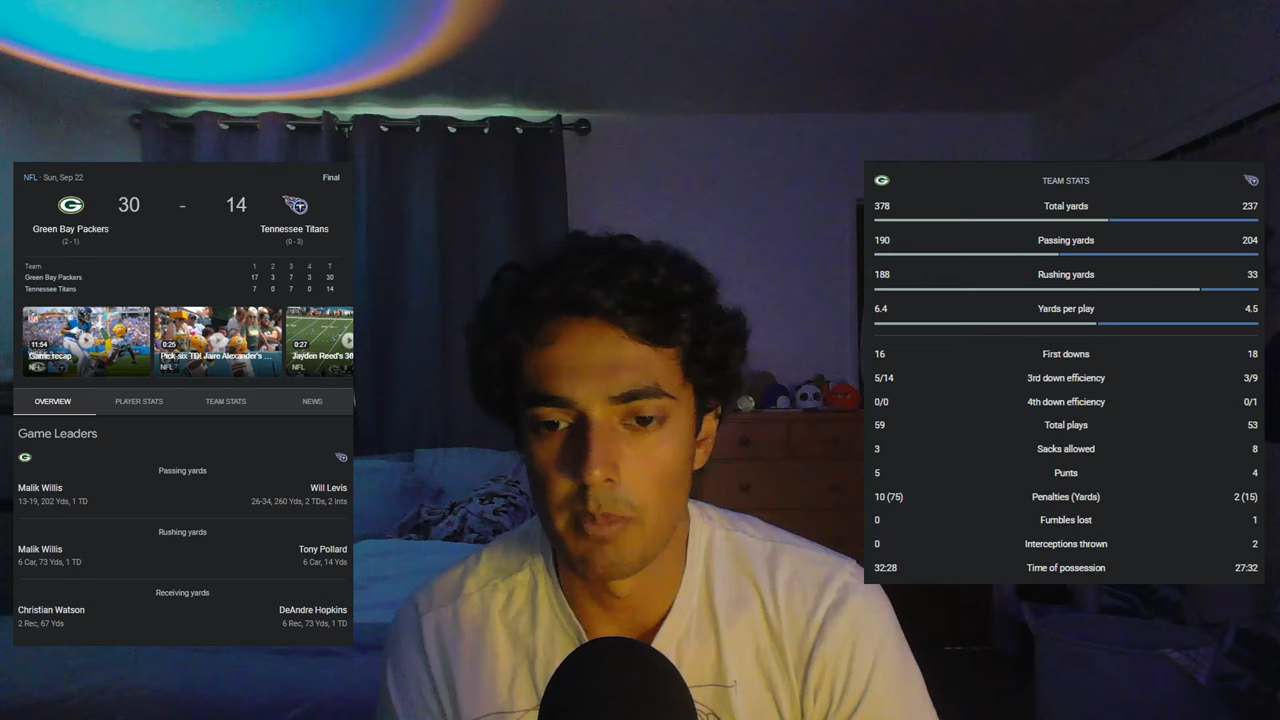 NFL · Sun, Sep 22 Final
30 - 14
Green Bay Packers Tennessee Titans
(2 - 1) (0 - 3)
Team 1 2 3 4 T
Green Bay Packers 17 3 7 3 30
Tennessee Titans 7 0 7 0 14
11:54
Game recap
NFL
0:25
Pick-six TD! Jaire Alexander's ...
NFL
0:27
Jayden Reed's 30
NFL
OVERVIEW PLAYER STATS TEAM STATS NEWS
Game Leaders
Passing yards
Malik Willis Will Levis
13-19, 202 Yds, 1 TD 26-34, 260 Yds, 2 TDs, 2 Ints
Rushing yards
Malik Willis Tony Pollard
6 Car, 73 Yds, 1 TD 6 Car, 14 Yds
Receiving yards
Christian Watson DeAndre Hopkins
2 Rec, 67 Yds 6 Rec, 73 Yds, 1 TD
TEAM STATS
378 Total yards 237
190 Passing yards 204
188 Rushing yards 33
6.4 Yards per play 4.5
16 First downs 18
5/14 3rd down efficiency 3/9
0/0 4th down efficiency 0/1
59 Total plays 53
3 Sacks allowed 8
5 Punts 4
10 (75) Penalties (Yards) 2 (15)
0 Fumbles lost 1
0 Interceptions thrown 2
32:28 Time of possession 27:32